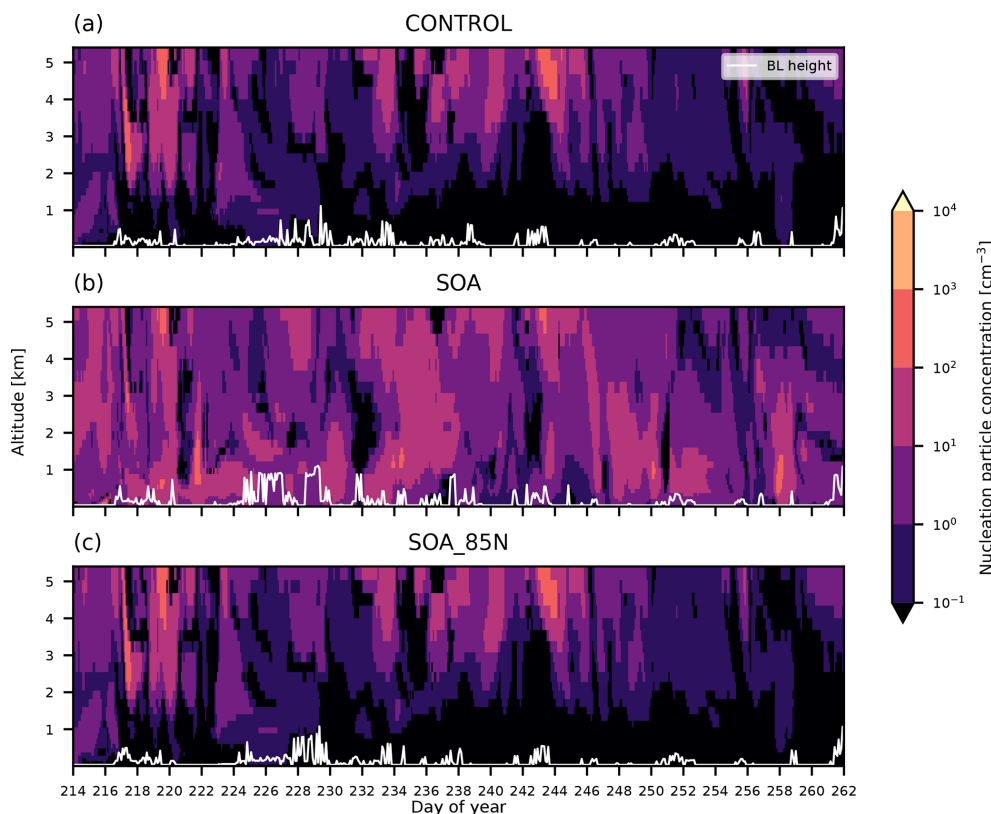 (a) CONTROL
BL height
5
4
3
2
1
(b) SOA
5
4
3
2
1
Altitude [km]
(c) SOA_85N
5
4
3
2
1
214 216 218 220 222 224 226 228 230 232 234 236 238 240 242 244 246 248 250 252 254 256 258 260 262
Day of year
10⁴
10³
10²
10¹
10⁰
10⁻¹
Nucleation particle concentration [cm⁻³]